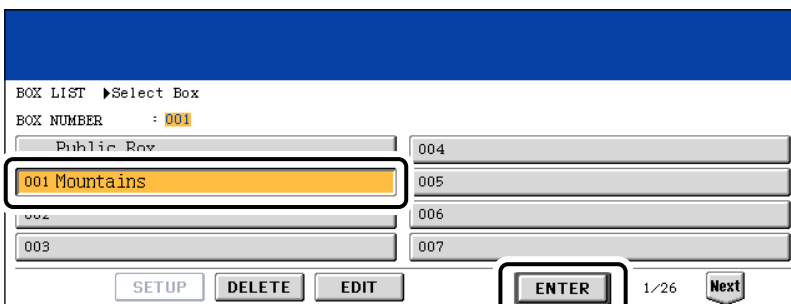 BOX LIST ▶Select Box
BOX NUMBER : 001
Public Box 004
001 Mountains 005
002 006
003 007
SETUP DELETE EDIT ENTER 1/26 Next